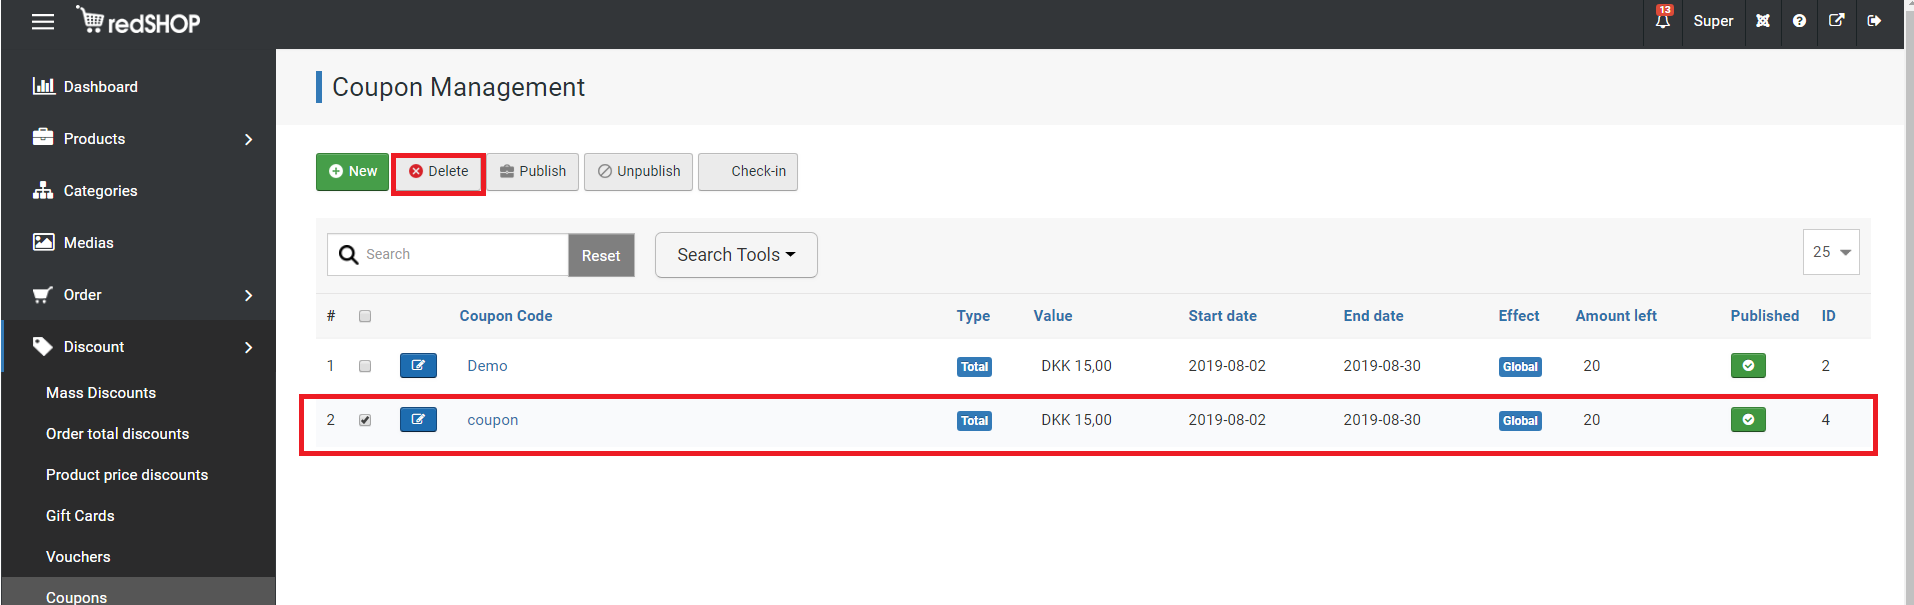 redSHOP
13
Super
Dashboard
Products
Categories
Medias
Order
Discount
Mass Discounts
Order total discounts
Product price discounts
Gift Cards
Vouchers
Coupons
Coupon Management
New Delete Publish Unpublish Check-in
Search Reset Search Tools 25
# Coupon Code Type Value Start date End date Effect Amount left Published ID
1 Demo Total DKK 15,00 2019-08-02 2019-08-30 Global 20 2
2 coupon Total DKK 15,00 2019-08-02 2019-08-30 Global 20 4